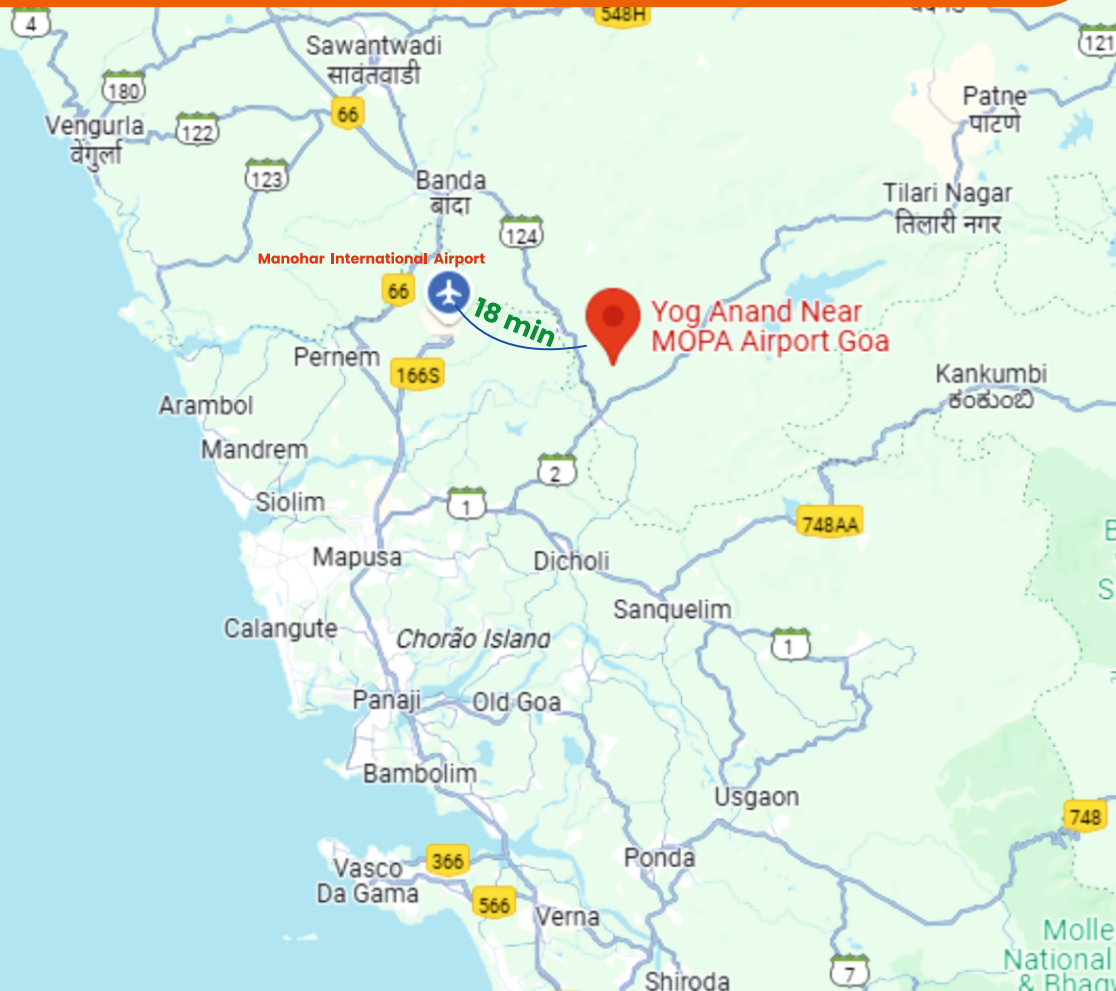 4
548H
121
Sawantwadi
सावंतवाडी
180
66
Patne
पाटणे
Vengurla
वेंगुर्ला
122
123
Banda
बांदा
Tilari Nagar
तिलारी नगर
124
Manohar International Airport
66
18 min
Yog Anand Near
MOPA Airport Goa
Pernem
166S
Kankumbi
ಕಂಕುಂಬಿ
Arambol
Mandrem
2
Siolim
1
748AA
Mapusa
Dicholi
Sanquelim
Calangute
Chorão Island
1
Panaji
Old Goa
Bambolim
Usgaon
748
Vasco
Da Gama
366
Ponda
566
Verna
Molle
National
& Bhagw
7
Shiroda